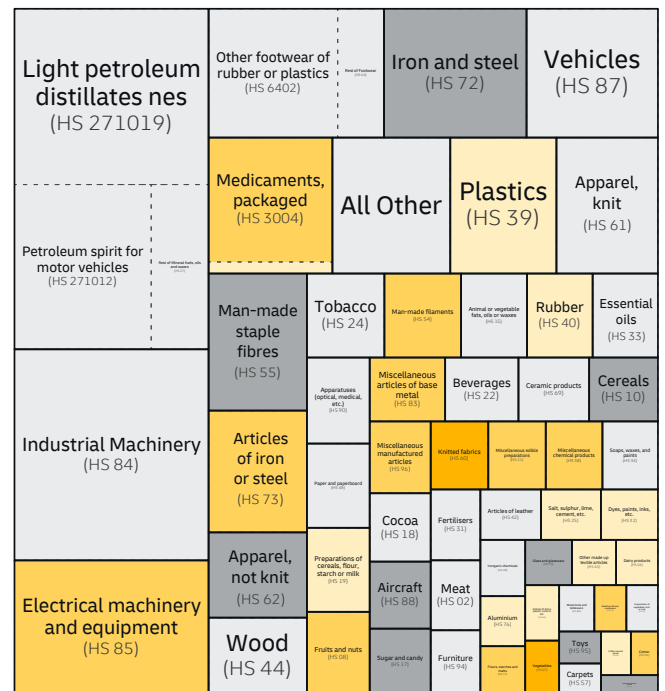 Light petroleum
distillates nes
(HS 271019)
Other footwear of
rubber or plastics
(HS 6402)
Rest of Footwear
Iron and steel
(HS 72)
Vehicles
(HS 87)
Medicaments,
packaged
(HS 3004)
All Other
Plastics
(HS 39)
Apparel,
knit
(HS 61)
Petroleum spirit for
motor vehicles
(HS 271012)
Rest of Mineral fuels, oils
and waxes
Man-made
staple
fibres
(HS 55)
Tobacco
(HS 24)
Man-made filaments
(HS 54)
Animal or vegetable
fats, oils or waxes
(HS 15)
Rubber
(HS 40)
Essential
oils
(HS 33)
Industrial Machinery
(HS 84)
Apparatuses
(optical, medical,
etc.)
(HS 90)
Miscellaneous
articles of base
metal
(HS 83)
Beverages
(HS 22)
Ceramic products
(HS 69)
Cereals
(HS 10)
Articles
of iron
or steel
(HS 73)
Paper and paperboard
(HS 48)
Miscellaneous
manufactured
articles
(HS 96)
Knitted fabrics
(HS 60)
Miscellaneous edible
preparations
(HS 21)
Miscellaneous
chemical products
(HS 38)
Soaps, waxes, and
paints
(HS 34)
Cocoa
(HS 18)
Fertilisers
(HS 31)
Articles of leather
(HS 42)
Salt, sulphur, lime,
cement, etc.
(HS 25)
Dyes, paints, inks,
etc.
(HS 32)
Electrical machinery
and equipment
(HS 85)
Apparel,
not knit
(HS 62)
Preparations of
cereals, flour,
starch or milk
(HS 19)
Aircraft
(HS 88)
Meat
(HS 02)
Inorganic chemicals
Glass and glassware
Other made up
textile articles
(HS 63)
Dairy products
(HS 04)
Aluminium
(HS 76)
Wood
(HS 44)
Fruits and nuts
(HS 08)
Sugar and candy
(HS 17)
Furniture
(HS 94)
Vegetables
Toys
(HS 95)
Carpets
(HS 57)